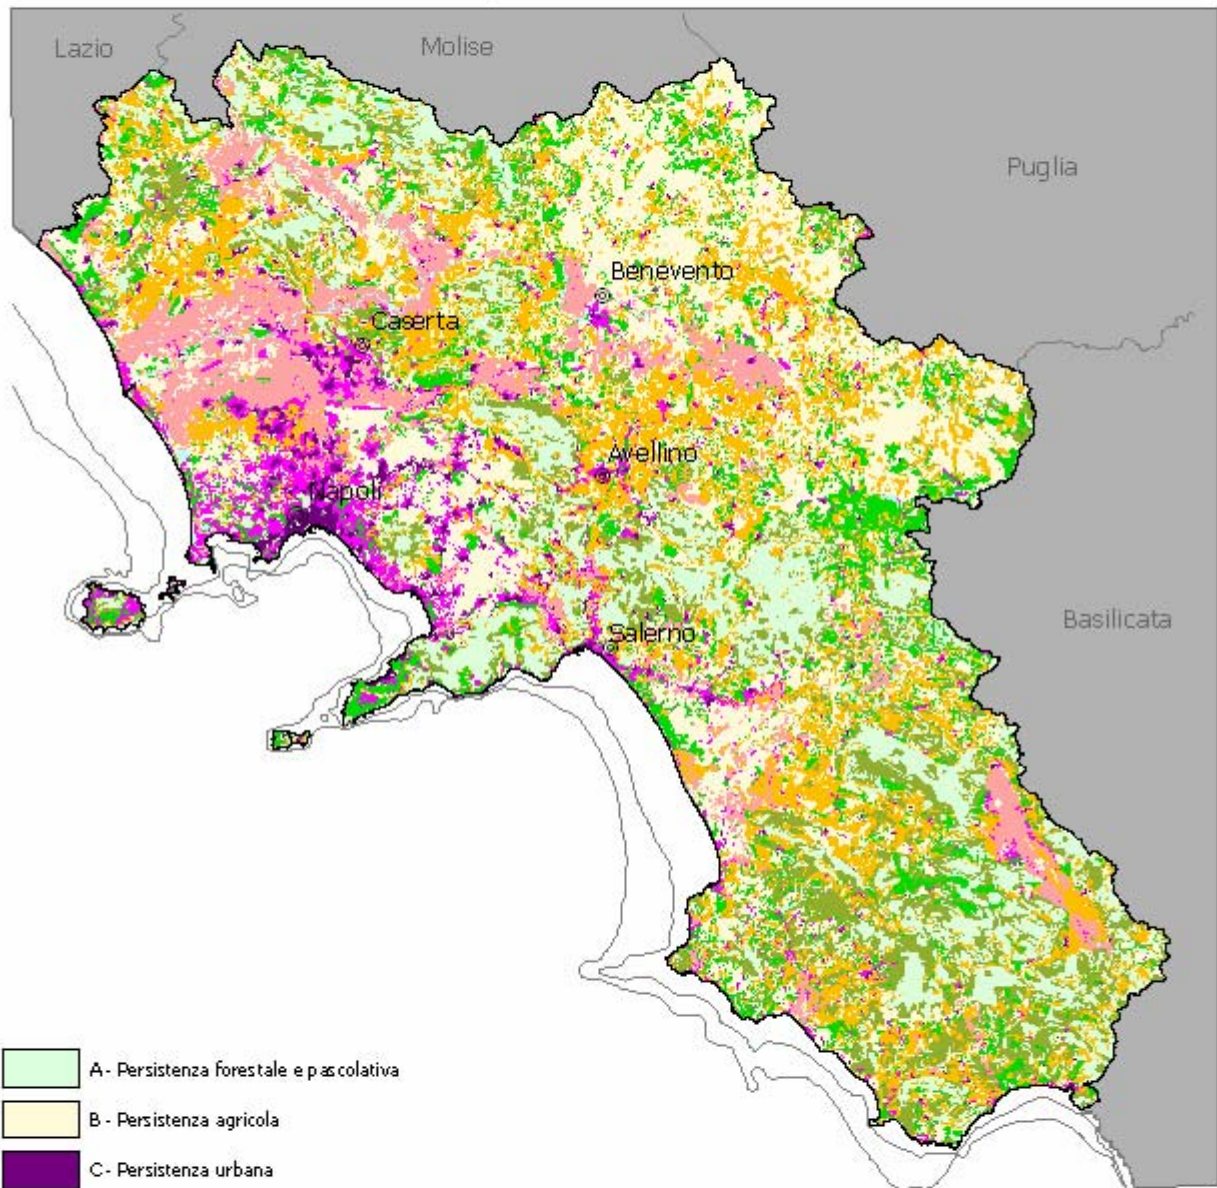 Lazio
Molise
Puglia
Benevento
Caserta
Avellino
Napoli
Salerno
Basilicata
A - Persistenza forestale e pascolativa
B - Persistenza agricola
C - Persistenza urbana